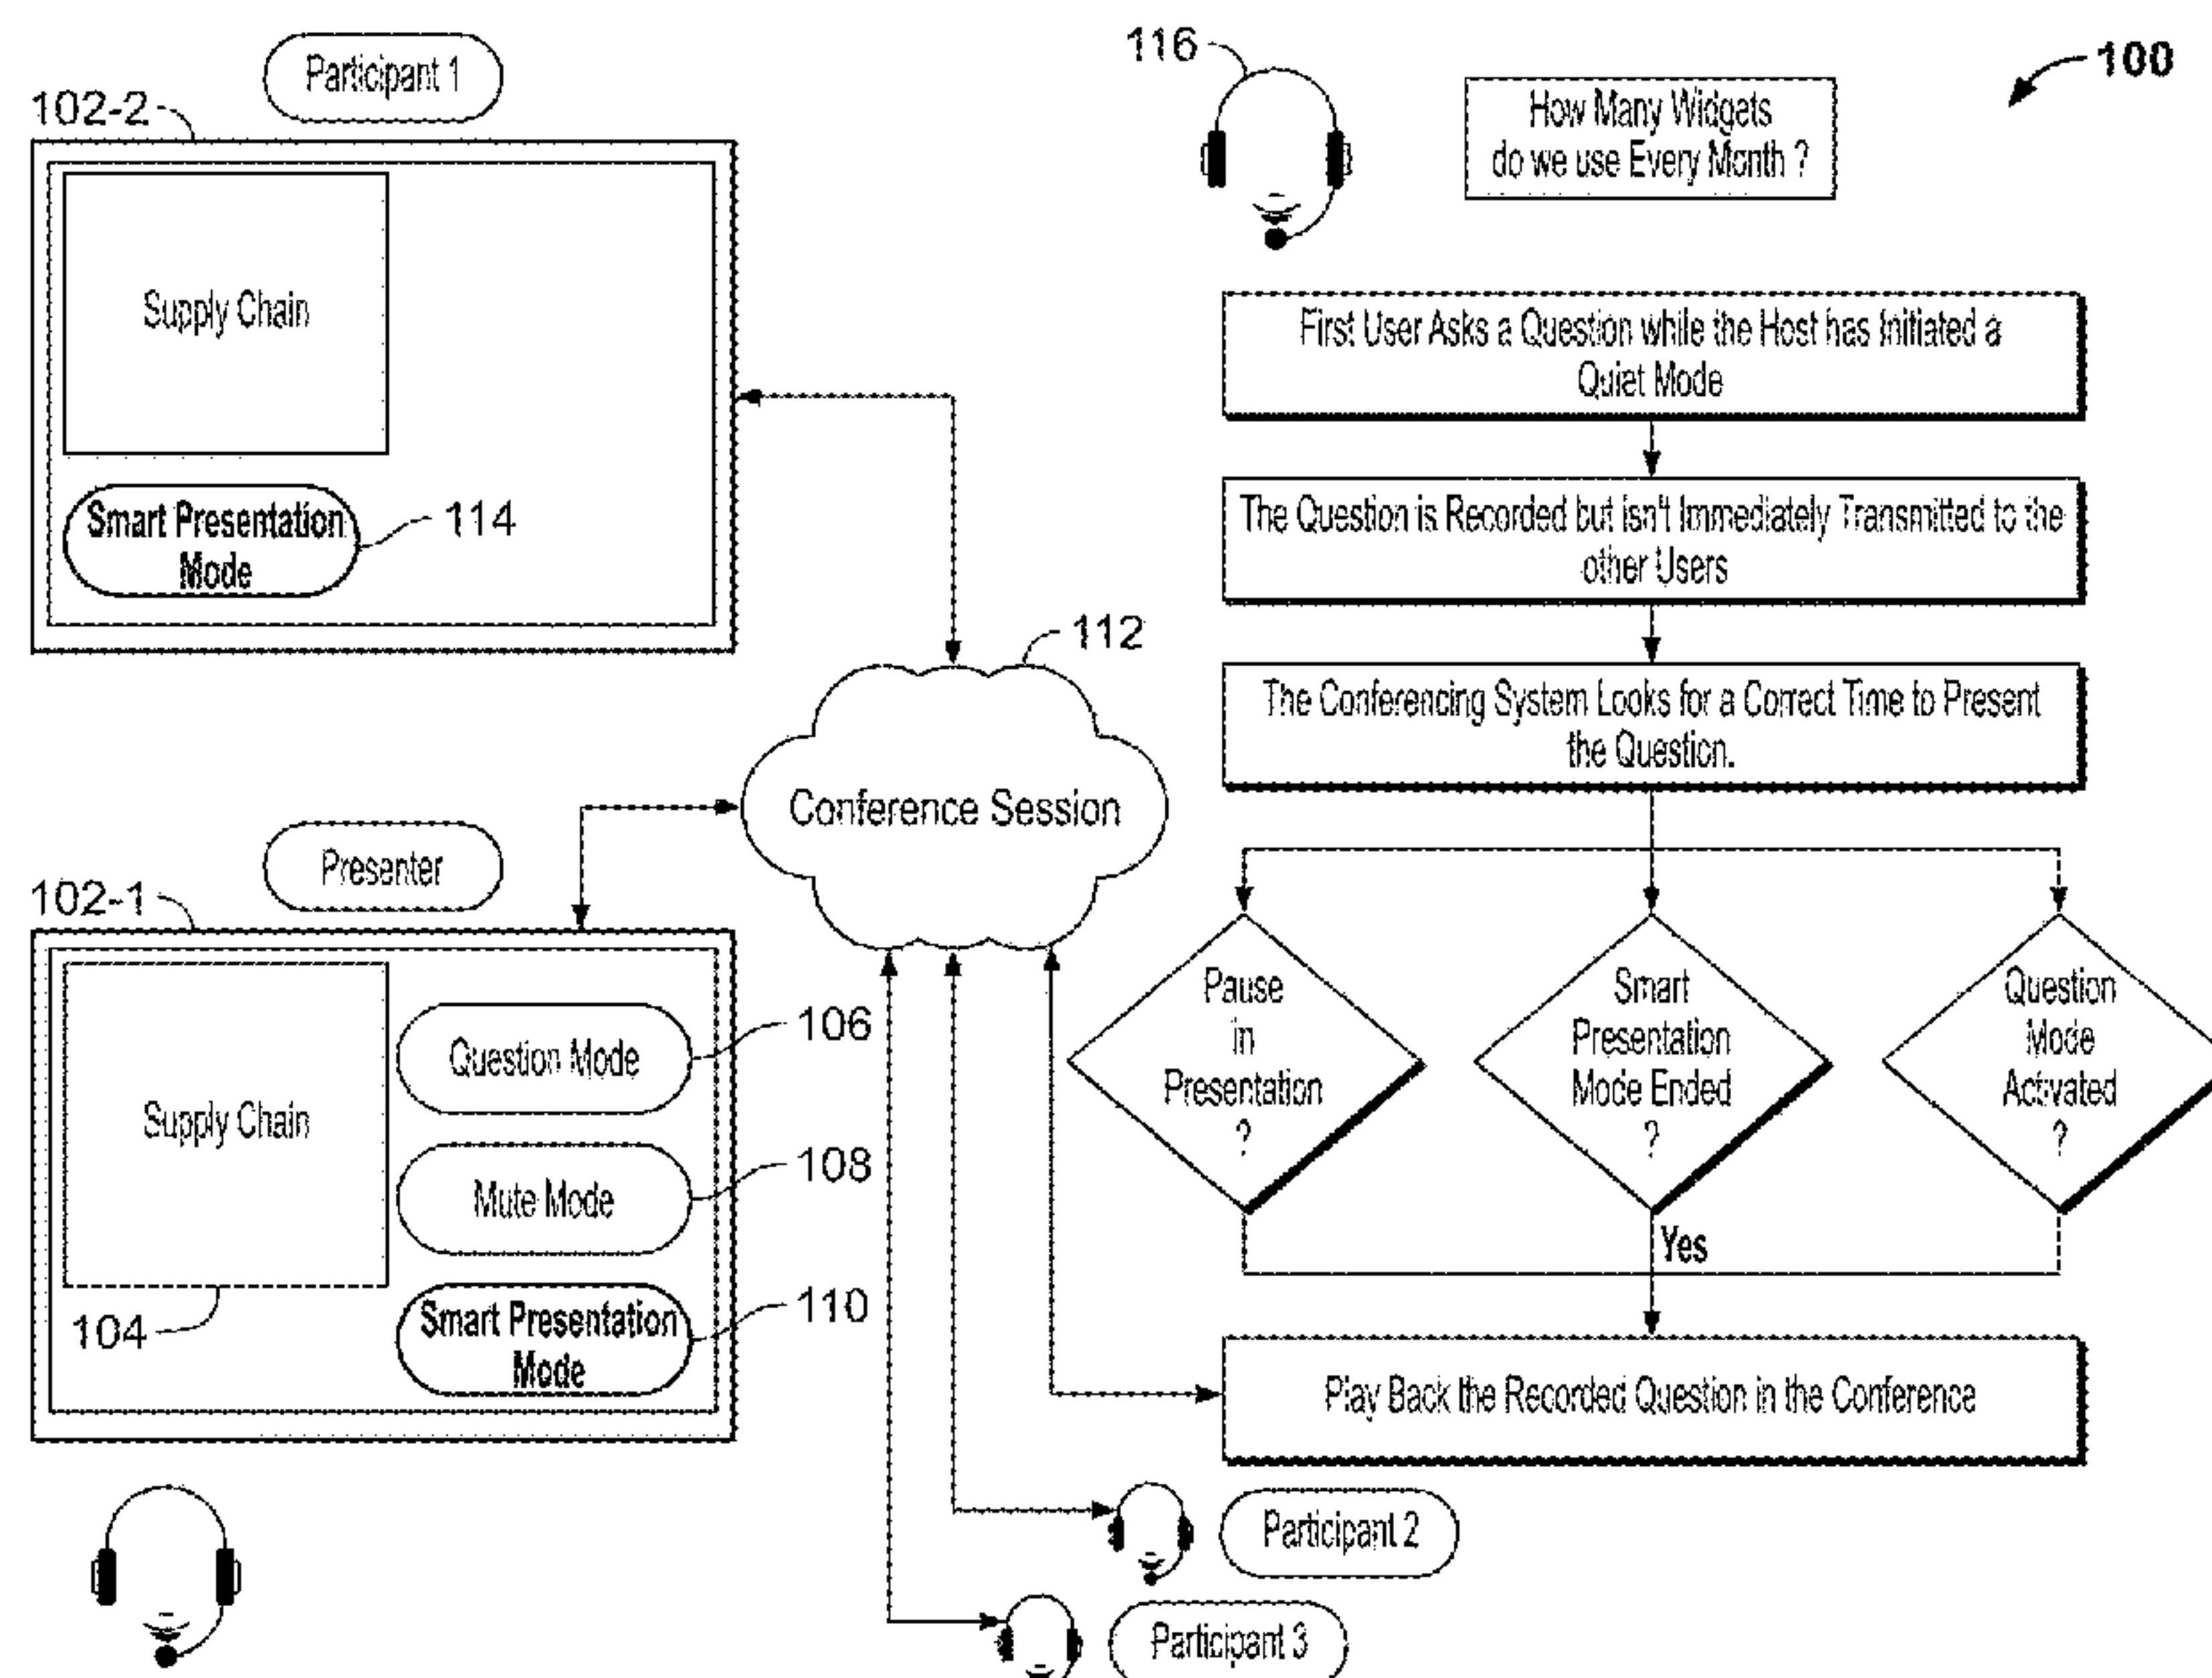 Participant 1
102-2
Supply Chain
Smart Presentation
Mode
114
116
How Many Widgets
do we use Every Month ?
100
First User Asks a Question while the Host has Initiated a
Quiet Mode
The Question is Recorded but isn't Immediately Transmitted to the
other Users
The Conferencing System Looks for a Correct Time to Present
the Question.
112
Conference Session
Presenter
102-1
Supply Chain
104
Question Mode
106
Mute Mode
108
Smart Presentation
Mode
110
Pause
in
Presentation
?
Smart
Presentation
Mode Ended
?
Question
Mode
Activated
?
Yes
Play Back the Recorded Question in the Conference
Participant 2
Participant 3